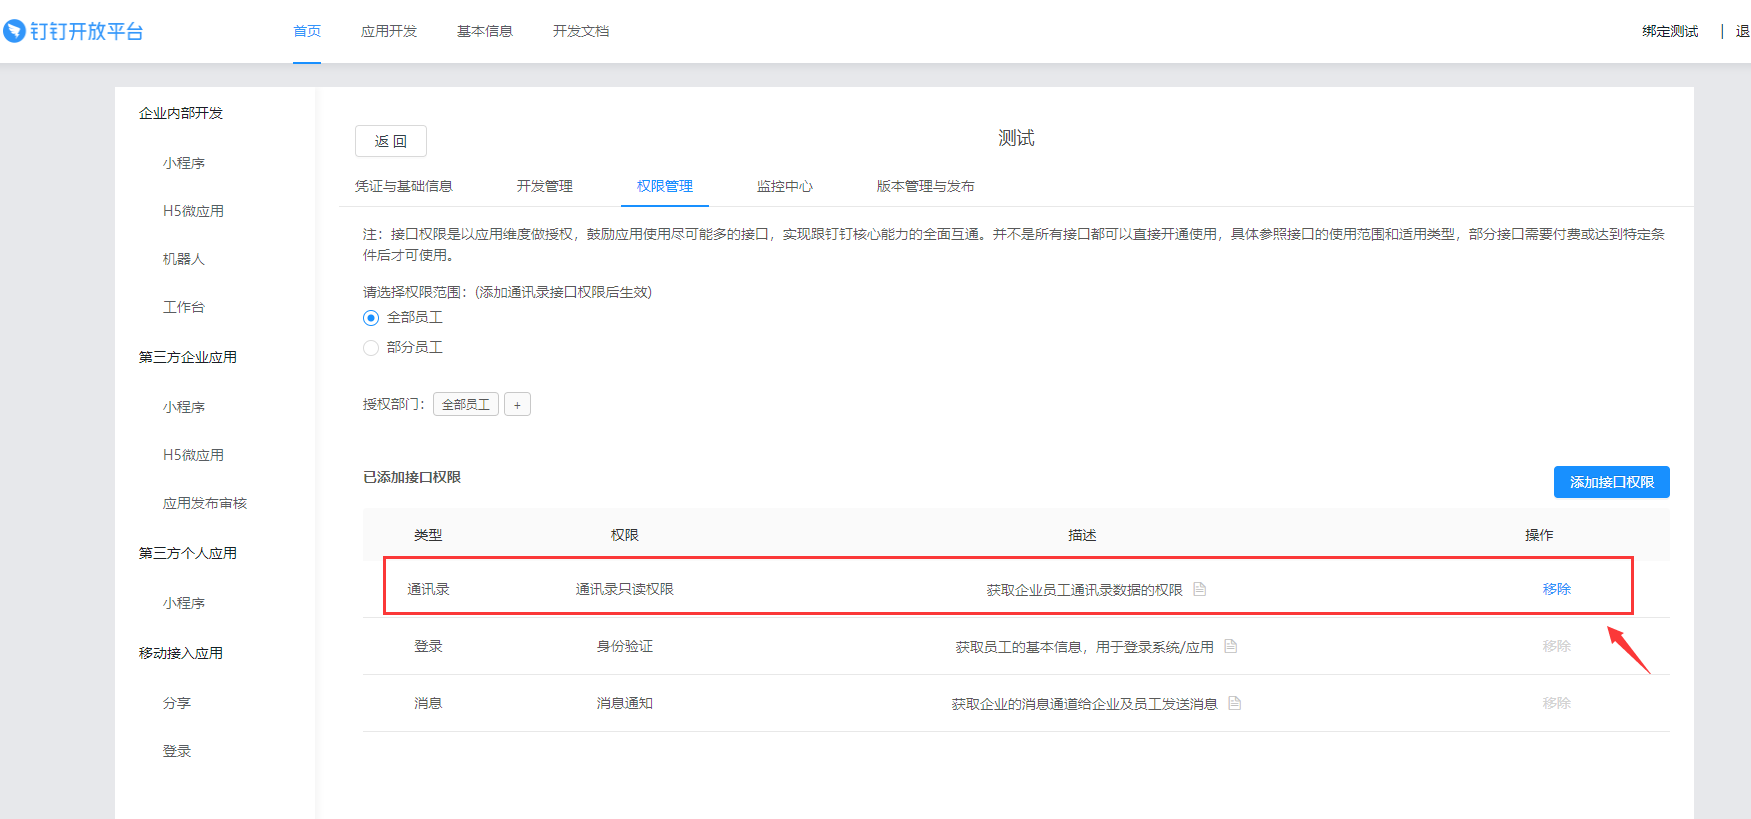 钉钉开放平台
首页 应用开发 基本信息 开发文档
绑定测试 | 退
企业内部开发
小程序
H5微应用
机器人
工作台
第三方企业应用
小程序
H5微应用
应用发布审核
第三方个人应用
小程序
移动接入应用
分享
登录
返 回
测试
凭证与基础信息 开发管理 权限管理 监控中心 版本管理与发布
注：接口权限是以应用维度做授权，鼓励应用使用尽可能多的接口，实现跟钉钉核心能力的全面互通。并不是所有接口都可以直接开通使用，具体参照接口的使用范围和适用类型，部分接口需要付费或达到特定条
件后才可使用。
请选择权限范围：(添加通讯录接口权限后生效)
全部员工
部分员工
授权部门： 全部员工 +
已添加接口权限
添加接口权限
类型 权限 描述 操作
通讯录 通讯录只读权限 获取企业员工通讯录数据的权限 移除
登录 身份验证 获取员工的基本信息，用于登录系统/应用 移除
消息 消息通知 获取企业的消息通道给企业及员工发送消息 移除